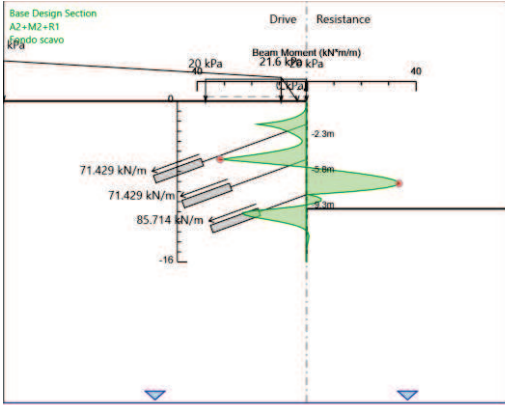 Base Design Section
A2+M2+R1
Fondo scavo
kPa
Drive
Resistance
Beam Moment (kN*m/m)
20 kPa
21.6 kPa
20 kPa
40
40
0
-2.3m
-5.8m
71.429 kN/m
71.429 kN/m
-9.3m
85.714 kN/m
-16